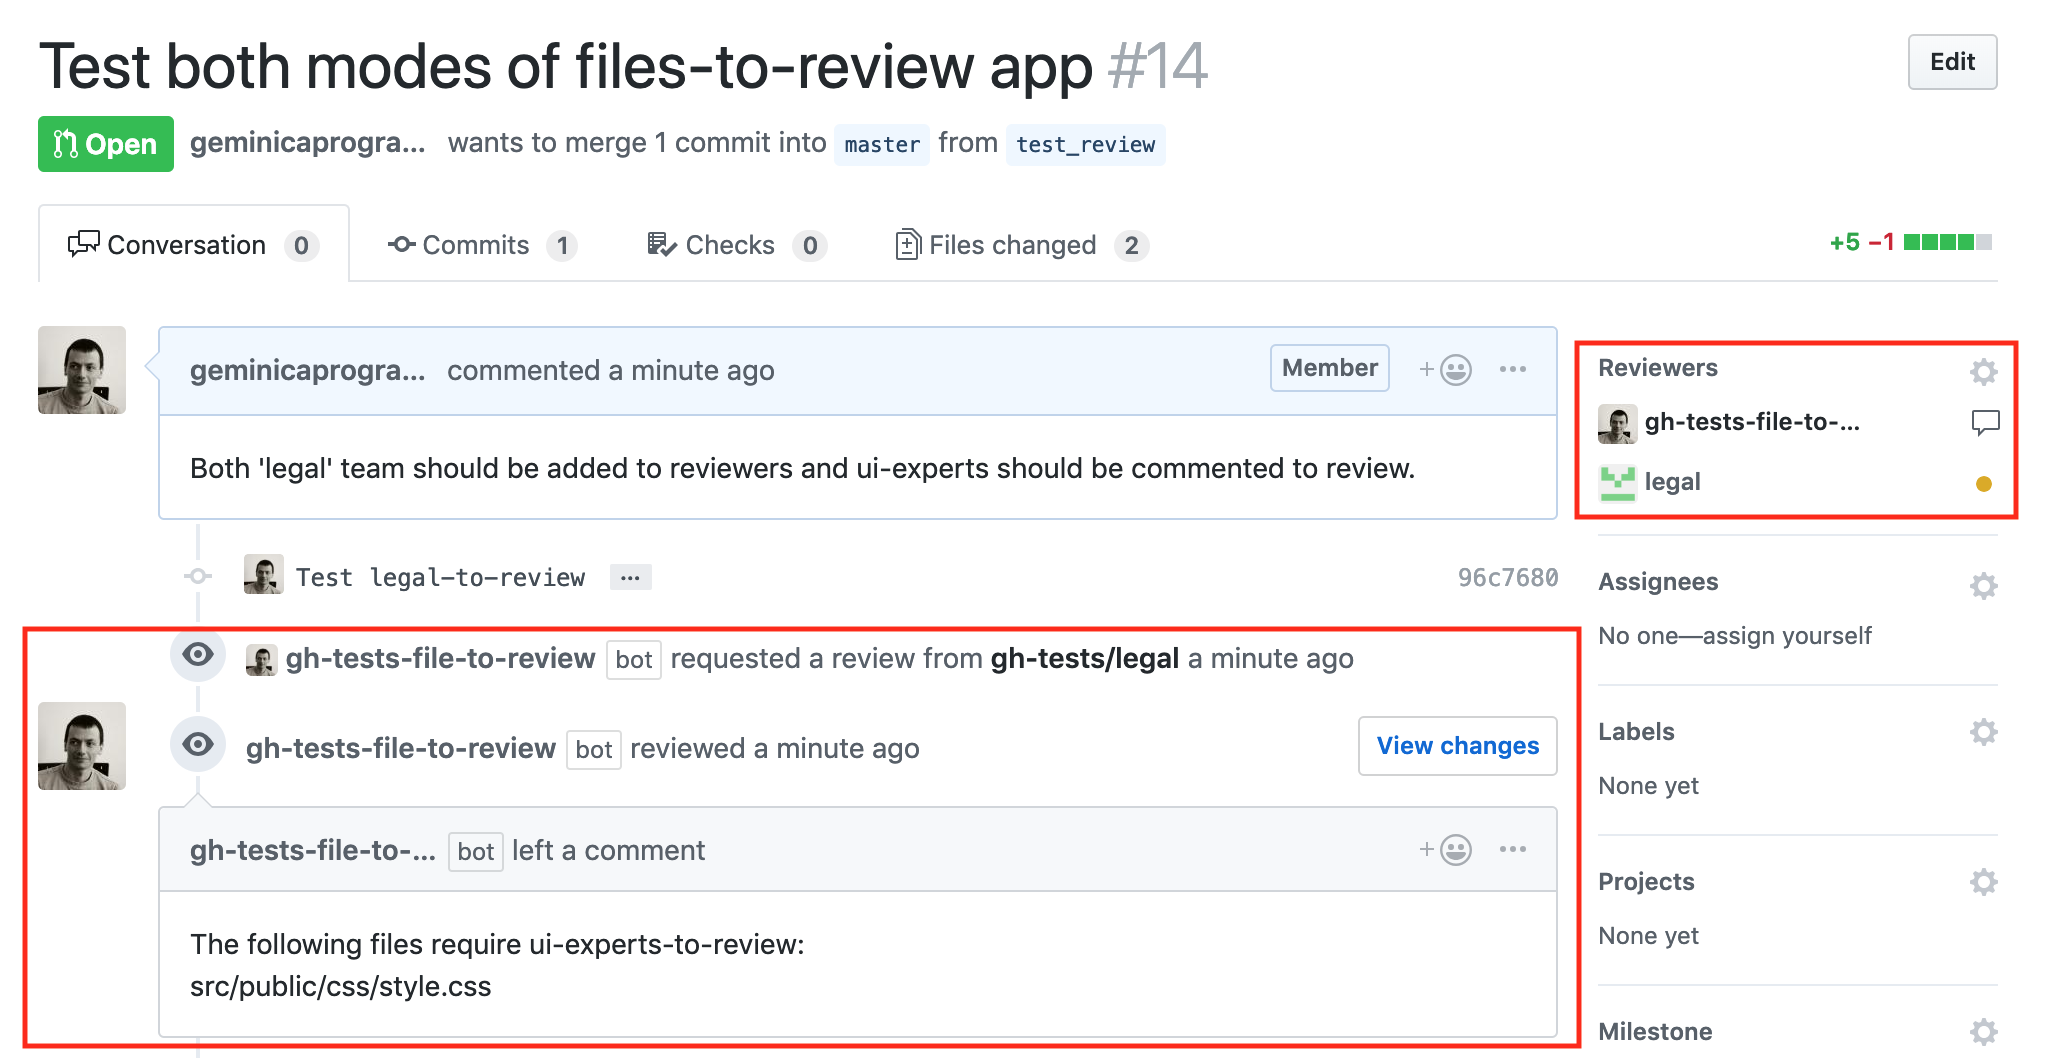 Test both modes of files-to-review app #14
Edit
Open geminicaprogra... wants to merge 1 commit into master from test_review
Conversation 0 Commits 1 Checks 0 Files changed 2 +5 −1
geminicaprogra... commented a minute ago Member
Both 'legal' team should be added to reviewers and ui-experts should be commented to review.
Test legal-to-review ... 96c7680
gh-tests-file-to-review bot requested a review from gh-tests/legal a minute ago
gh-tests-file-to-review bot reviewed a minute ago View changes
gh-tests-file-to-... bot left a comment
The following files require ui-experts-to-review:
src/public/css/style.css
Reviewers
gh-tests-file-to-...
legal
Assignees
No one—assign yourself
Labels
None yet
Projects
None yet
Milestone